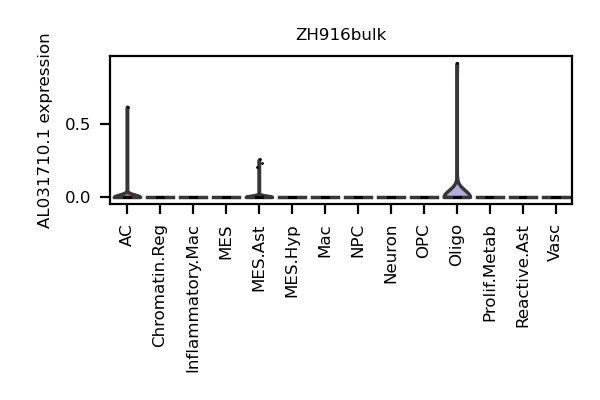 ZH916bulk
AL031710.1 expression
0.5
0.0
AC
Chromatin.Reg
Inflammatory.Mac
MES
MES.Ast
MES.Hyp
Mac
NPC
Neuron
OPC
Oligo
Prolif.Metab
Reactive.Ast
Vasc